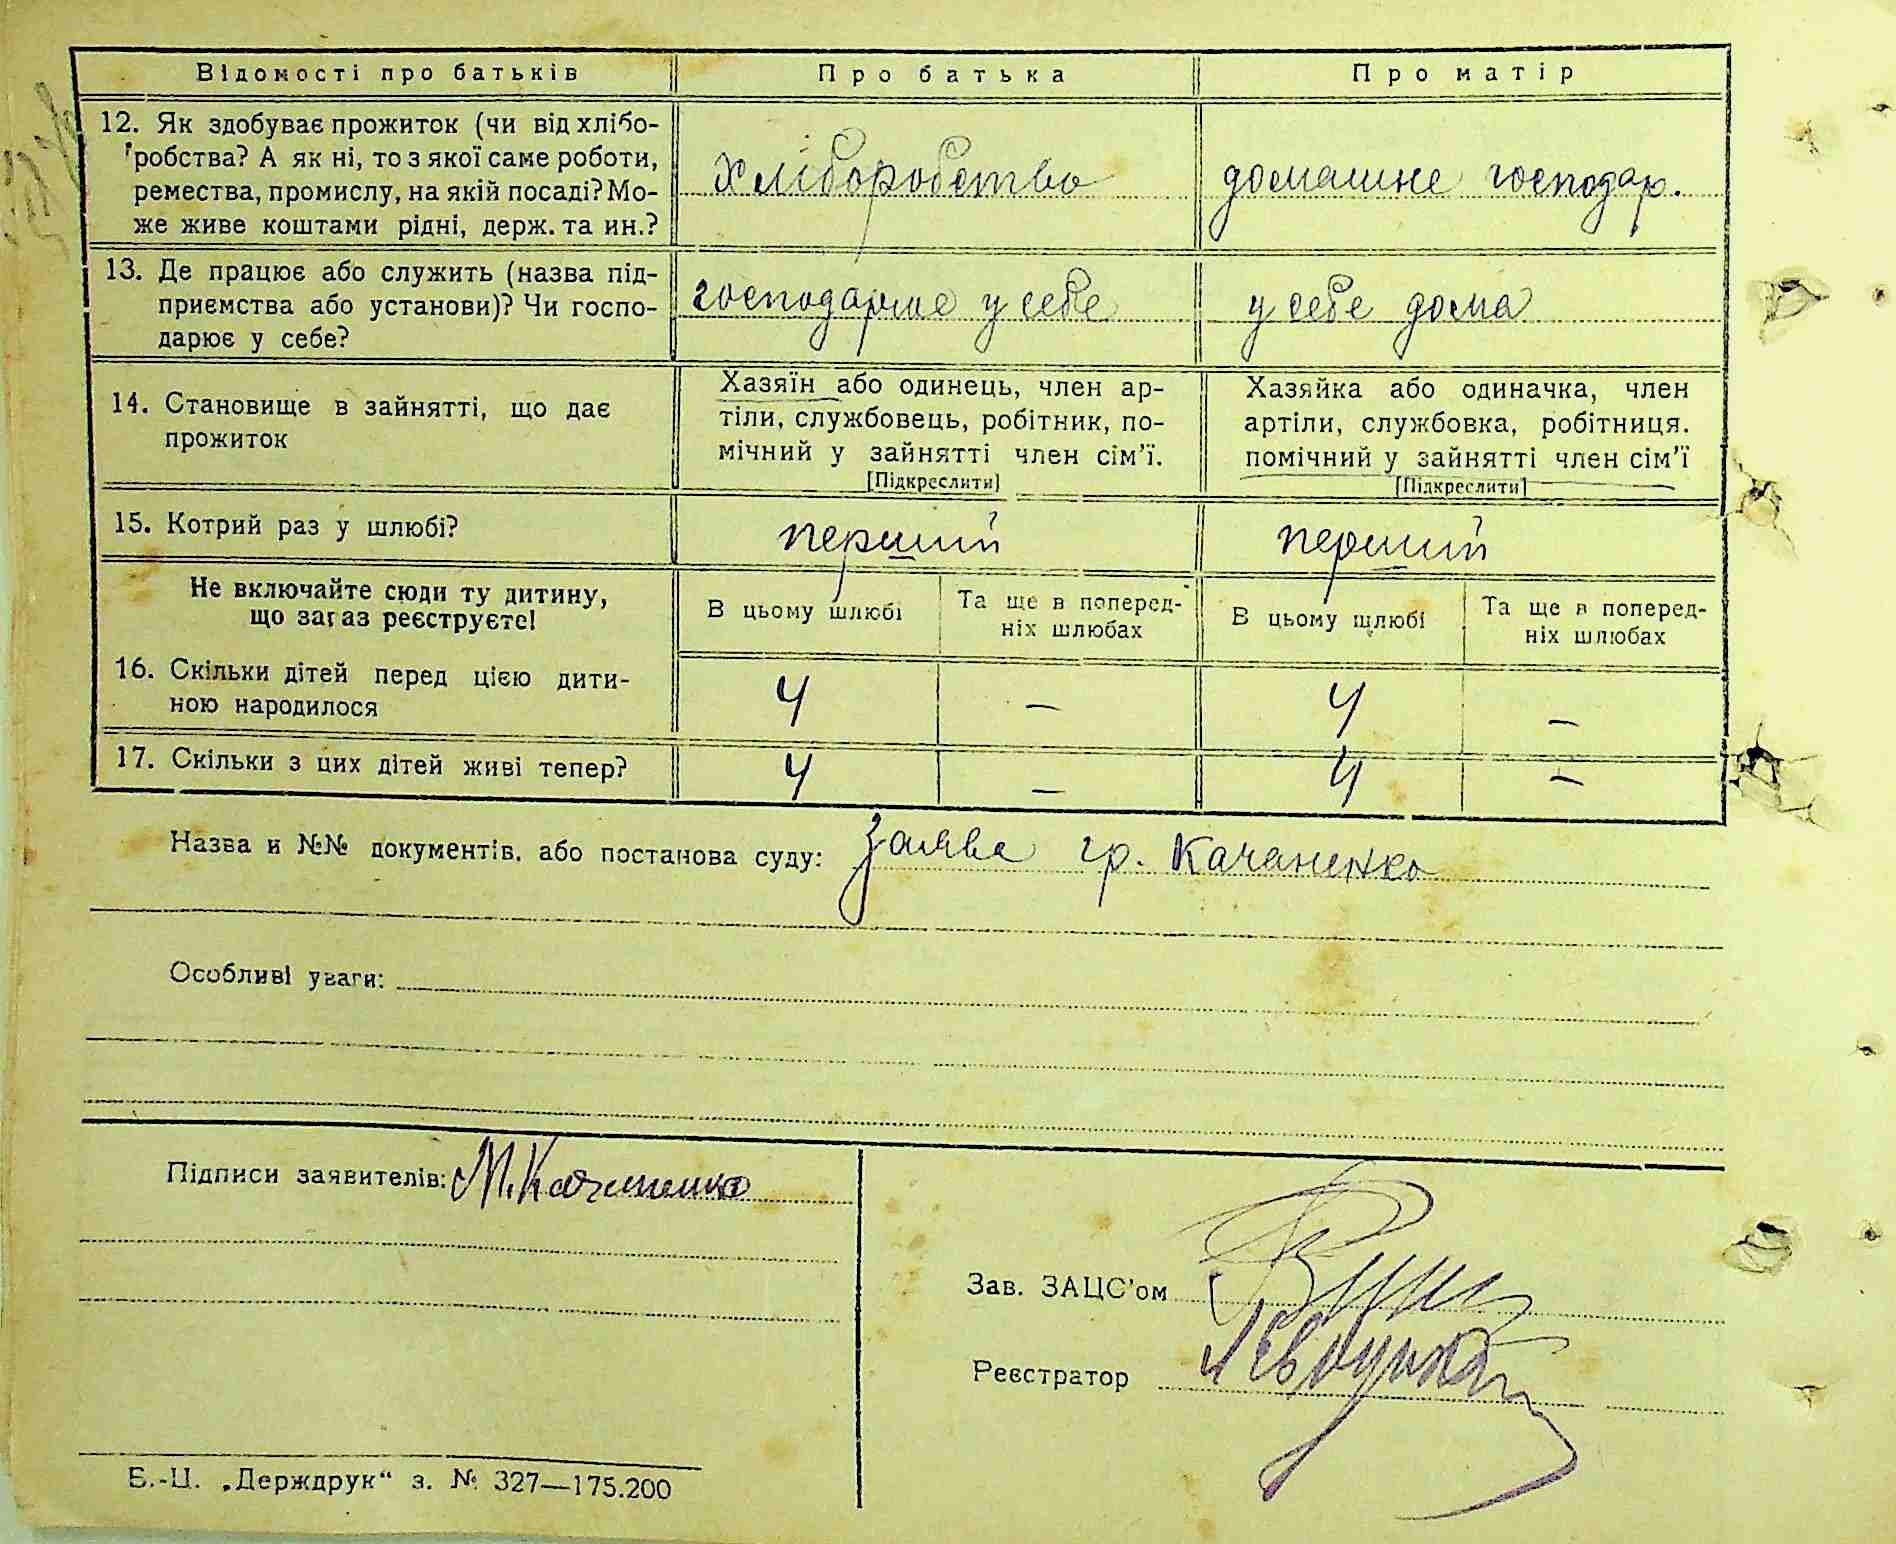 Відомості про батьків Про батька Про матір
12. Як здобуває прожиток (чи від хлібо-
робства? А як ні, то з якої саме роботи,
ремества, промислу, на якій посаді? Мо-
же живе коштами рідні, держ. та ин.?
хліборобство
домашне господар.
13. Де працює або служить (назва під-
приємства або установи)? Чи госпо-
дарює у себе?
господарює у себе
у себе дома
14. Становище в зайнятті, що дає
прожиток
Хазяїн або одинець, член ар-
тіли, службовець, робітник, по-
мічний у зайнятті член сім'ї.
[Підкреслити]
Хазяйка або одиначка, член
артіли, службовка, робітниця.
помічний у зайнятті член сім'ї
[Підкреслити]
15. Котрий раз у шлюбі? перший перший
Не включайте сюди ту дитину,
що зараз реєструєте!
В цьому шлюбі
Та ще в поперед-
ніх шлюбах
В цьому шлюбі
Та ще в поперед-
ніх шлюбах
16. Скільки дітей перед цією дити-
ною народилося
4 – 4 –
17. Скільки з цих дітей живі тепер? 4 – 4 –
Назва и №№ документів, або постанова суду: заява гр. Качаненко
Особливі уваги:
Підписи заявителів: М. Качаненко
Зав. ЗАЦС'ом
Реєстратор
Б.-Ц. „Держдрук“ з. № 327—175.200